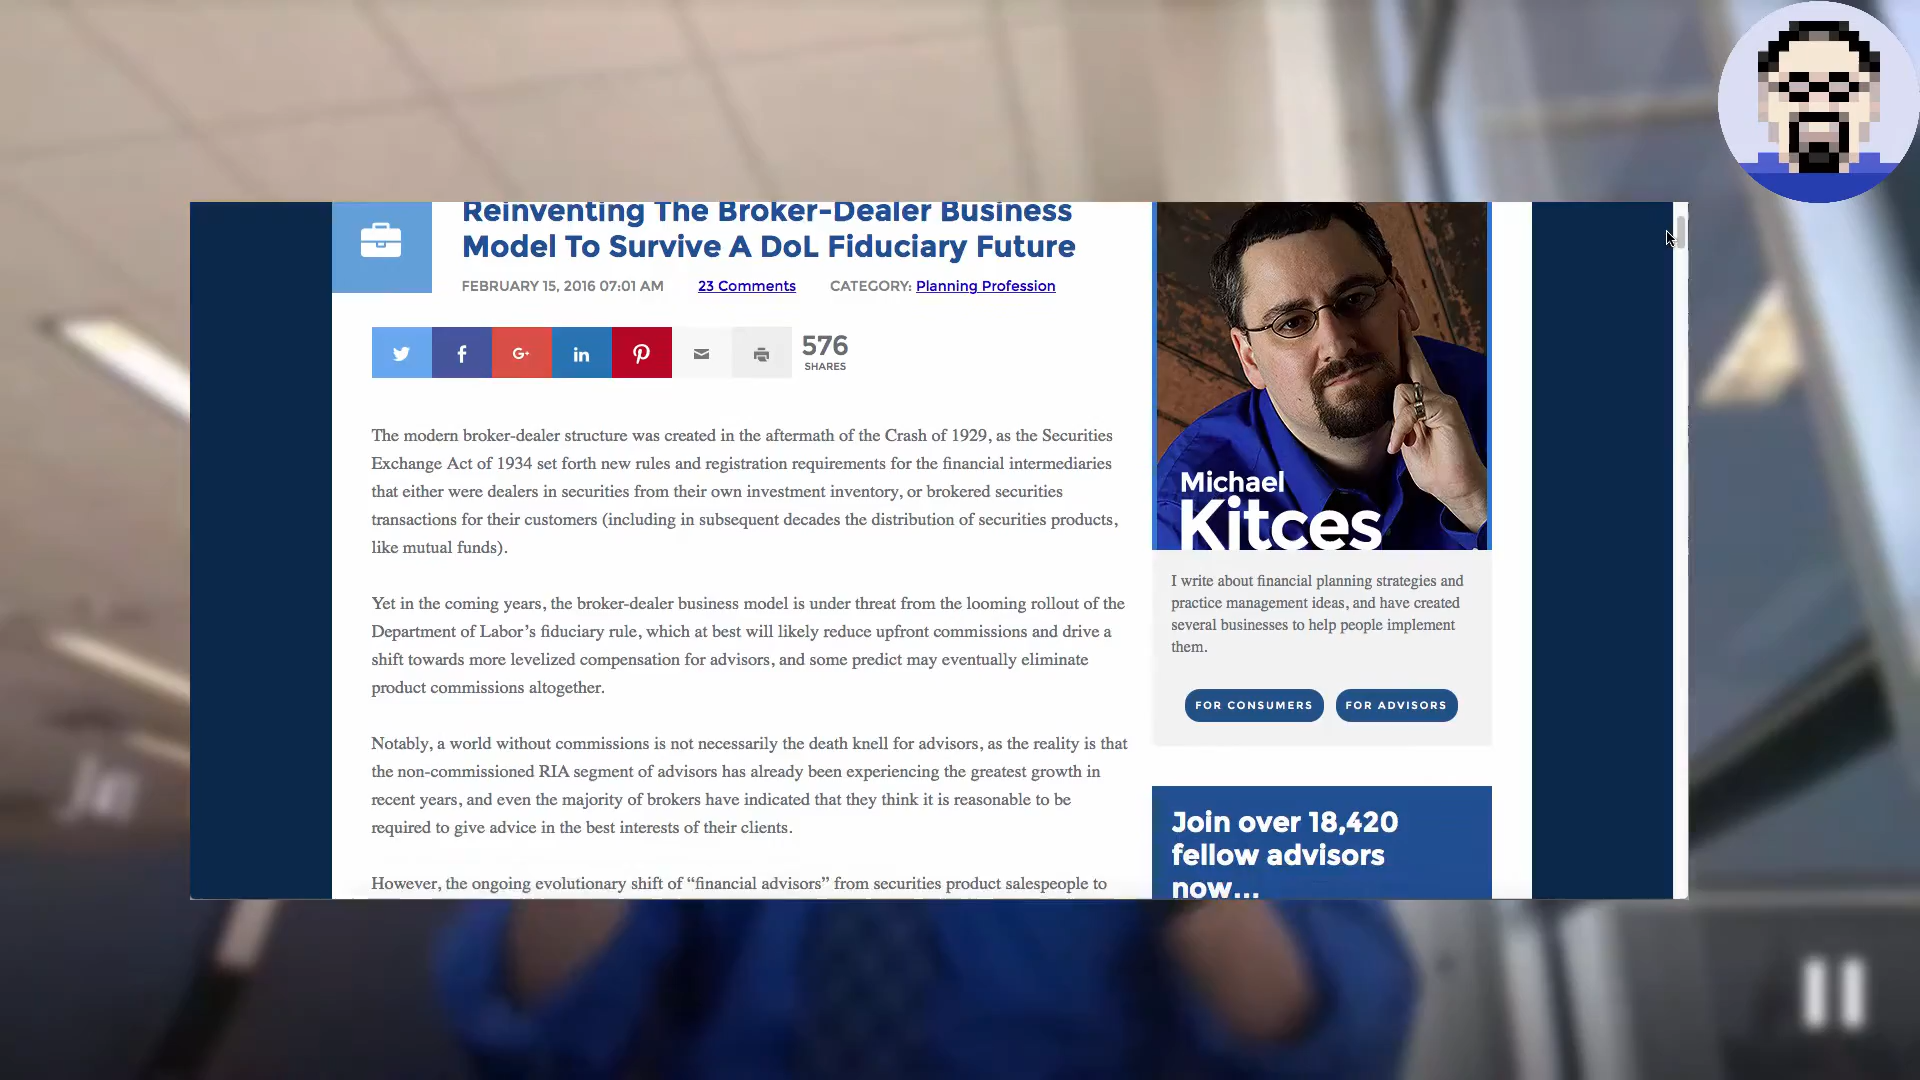 Reinventing The Broker-Dealer Business
Model To Survive A DoL Fiduciary Future
FEBRUARY 15, 2016 07:01 AM 23 Comments CATEGORY: Planning Profession
G+
in
576
SHARES
The modern broker-dealer structure was created in the aftermath of the Crash of 1929, as the Securities
Exchange Act of 1934 set forth new rules and registration requirements for the financial intermediaries
that either were dealers in securities from their own investment inventory, or brokered securities
transactions for their customers (including in subsequent decades the distribution of securities products,
like mutual funds).
Yet in the coming years, the broker-dealer business model is under threat from the looming rollout of the
Department of Labor’s fiduciary rule, which at best will likely reduce upfront commissions and drive a
shift towards more levelized compensation for advisors, and some predict may eventually eliminate
product commissions altogether.
Notably, a world without commissions is not necessarily the death knell for advisors, as the reality is that
the non-commissioned RIA segment of advisors has already been experiencing the greatest growth in
recent years, and even the majority of brokers have indicated that they think it is reasonable to be
required to give advice in the best interests of their clients.
However, the ongoing evolutionary shift of “financial advisors” from securities product salespeople to
Michael
Kitces
I write about financial planning strategies and
practice management ideas, and have created
several businesses to help people implement
them.
FOR CONSUMERS FOR ADVISORS
Join over 18,420
fellow advisors
now...